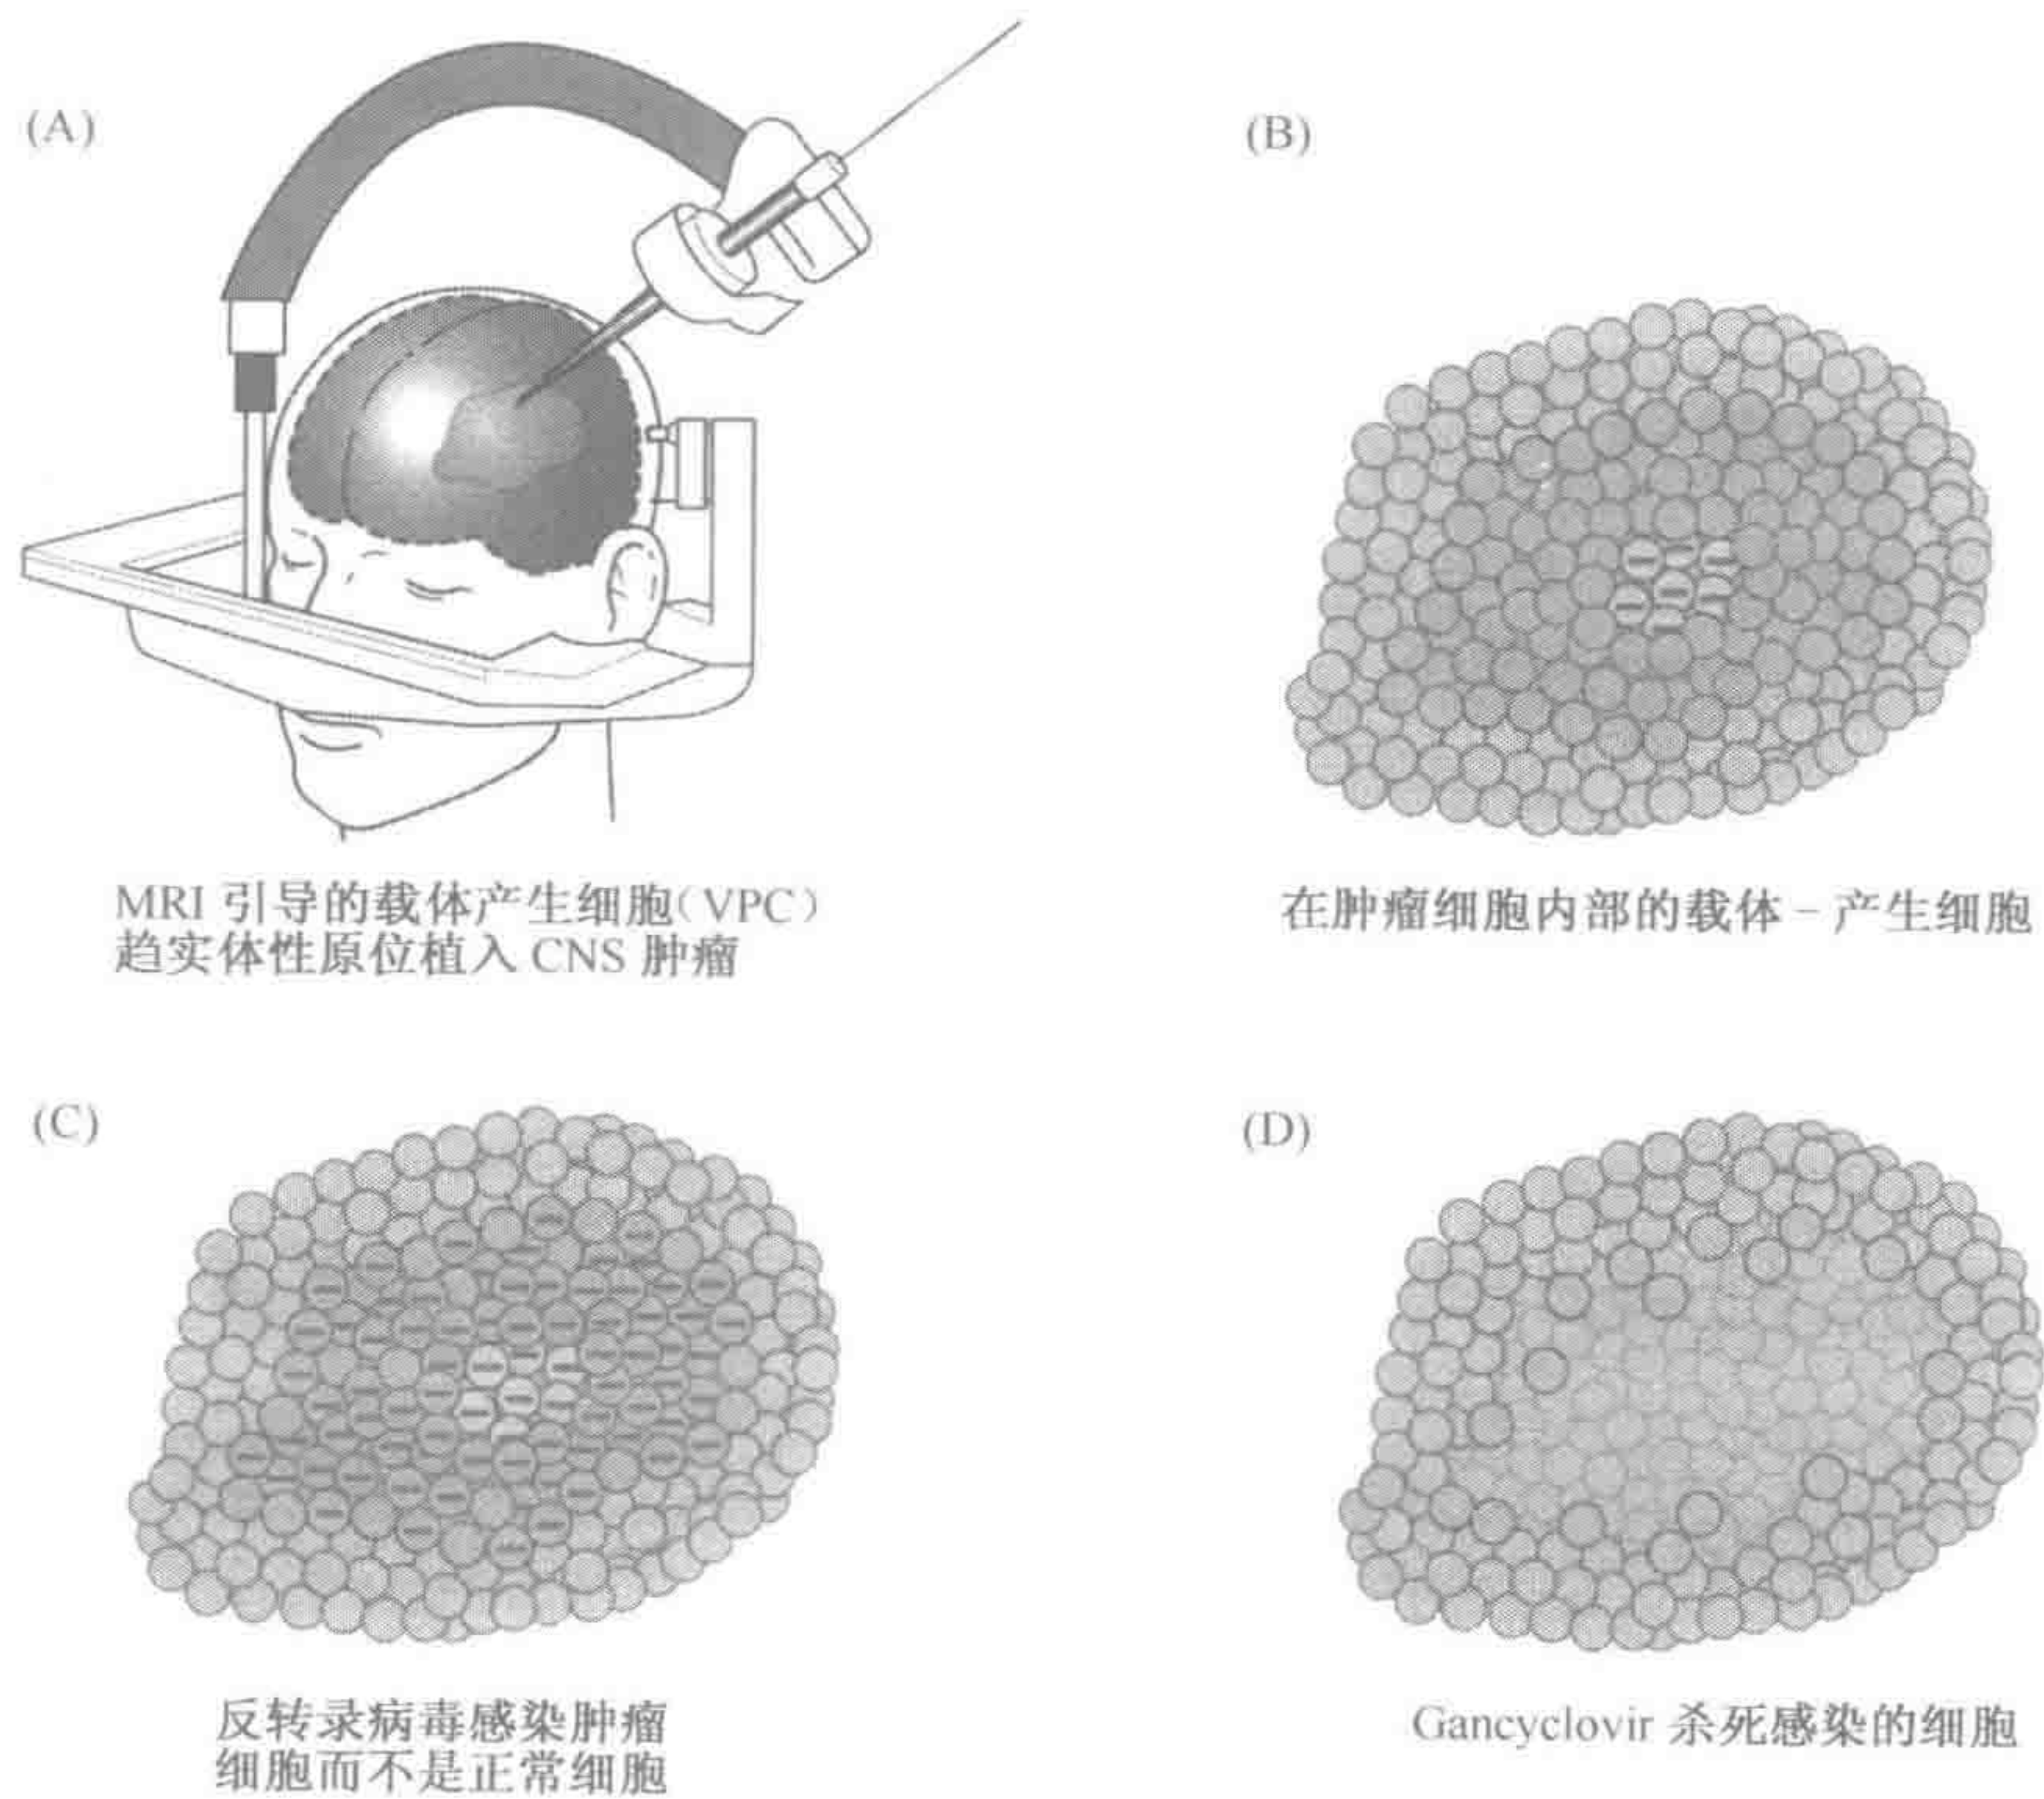 (A)
(B)
MRI 引导的载体产生细胞(VPC)
趋实体性原位植入 CNS 肿瘤
在肿瘤细胞内部的载体－产生细胞
(C)
(D)
反转录病毒感染肿瘤
细胞而不是正常细胞
Gancyclovir 杀死感染的细胞